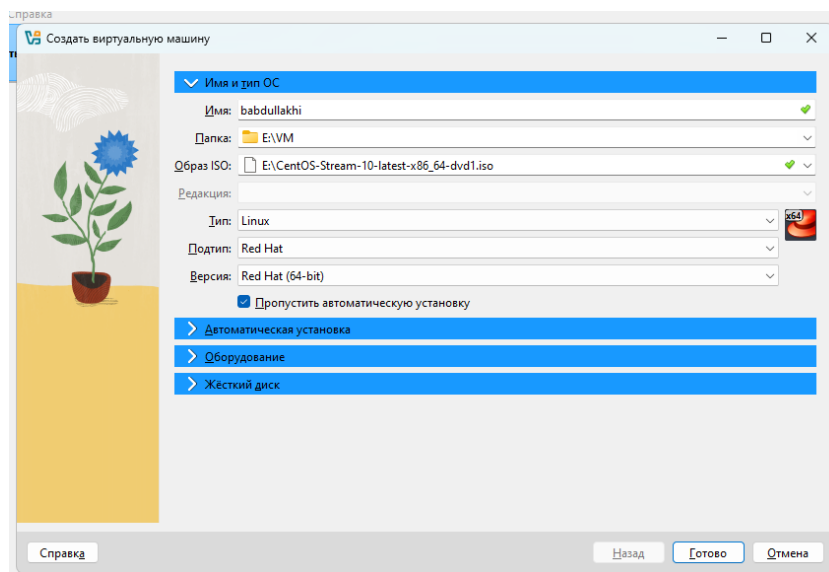 Справка
Создать виртуальную машину
Имя и тип ОС
Имя: babdullakhi
Папка: E:\VM
Образ ISO: E:\CentOS-Stream-10-latest-x86_64-dvd1.iso
Редакция:
Тип: Linux
x64
Подтип: Red Hat
Версия: Red Hat (64-bit)
Пропустить автоматическую установку
Автоматическая установка
Оборудование
Жёсткий диск
Справка
Назад
Готово
Отмена